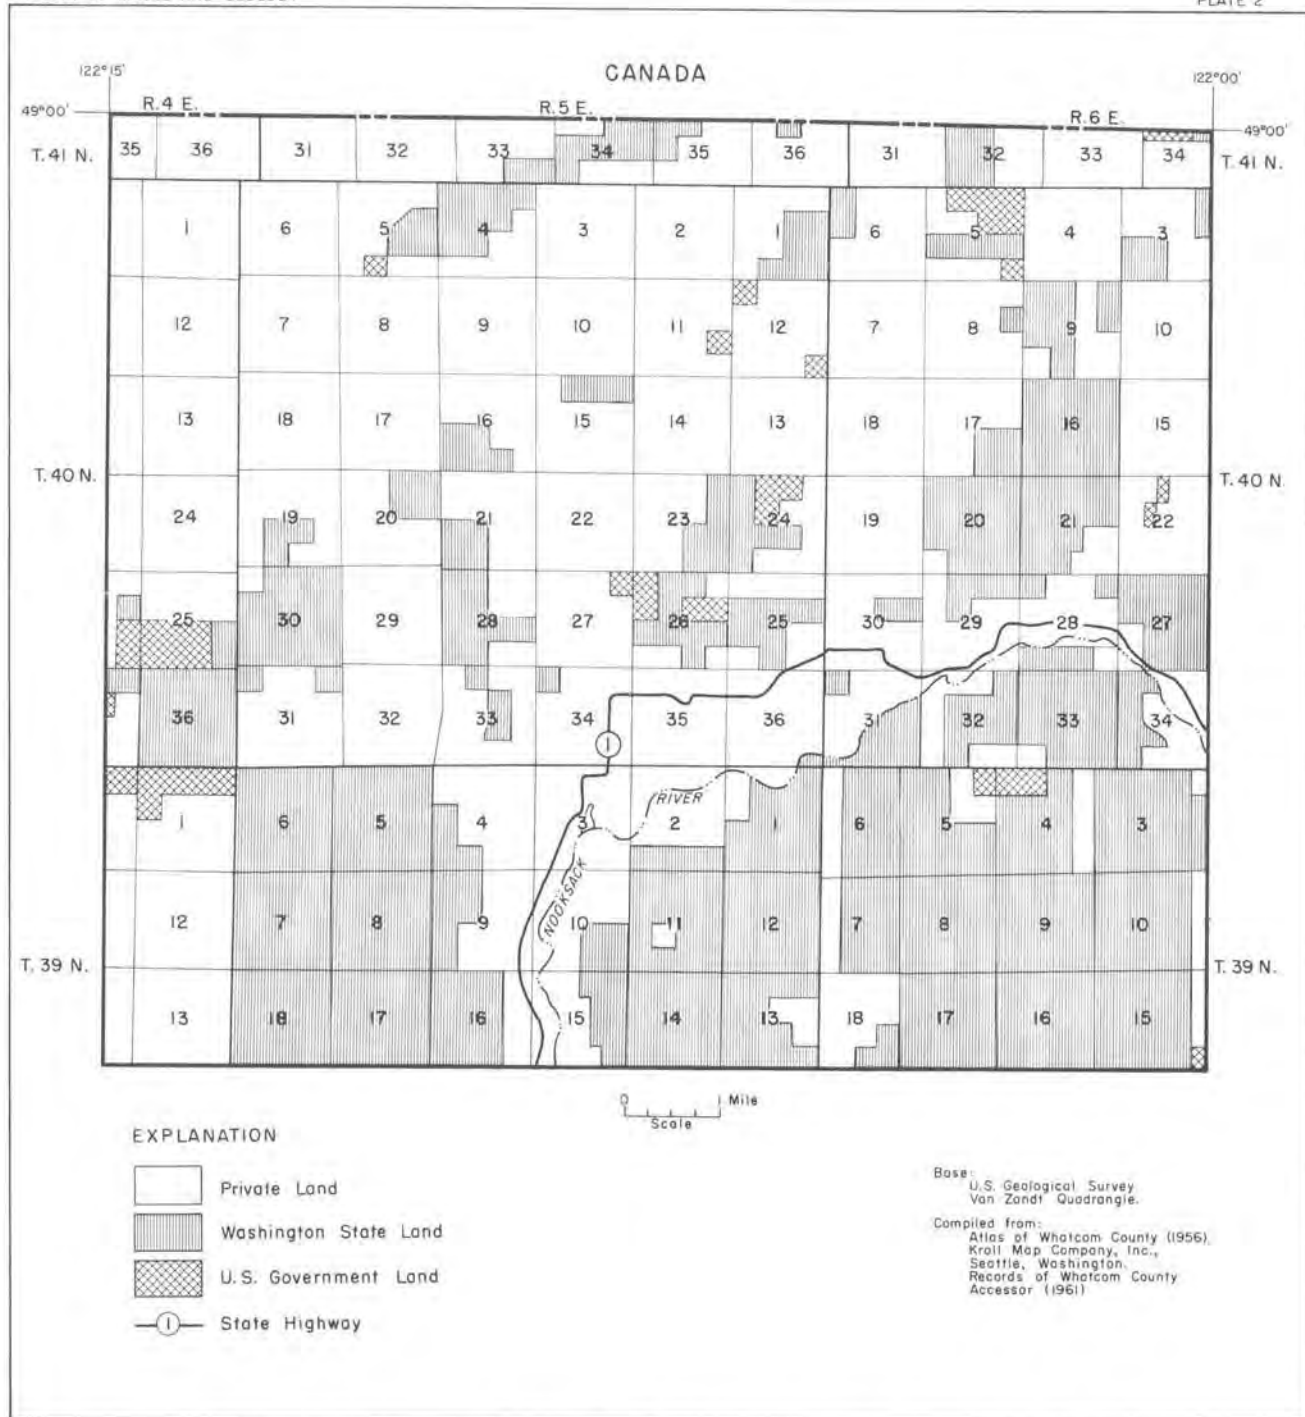 PLATE 2
122°15' CANADA 122°00'
49°00' R.4 E. R.5 E. R.6 E. 49°00'
T. 41 N. 35 36 31 32 33 34 35 36 31 32 33 34 T. 41 N.
1 6 5 4 3 2 1 6 5 4 3
12 7 8 9 10 11 12 7 8 9 10
13 18 17 16 15 14 13 18 17 16 15
T. 40 N. T. 40 N.
24 19 20 21 22 23 24 19 20 21 22
25 30 29 28 27 26 25 30 29 28 27
36 31 32 33 34 35 36 31 32 33 34
1
RIVER
1 6 5 4 3 2 1 6 5 4 3
NOOKSACK
12 7 8 9 10 11 12 7 8 9 10
T. 39 N. T. 39 N.
13 18 17 16 15 14 13 18 17 16 15
0 1 Mile
Scale
EXPLANATION
Private Land
Washington State Land
U.S. Government Land
1 State Highway
Base:
U.S. Geological Survey
Van Zandt Quadrangle.
Compiled from:
Atlas of Whatcom County (1956),
Kroll Map Company, Inc.,
Seattle, Washington.
Records of Whatcom County
Accessor (1961)